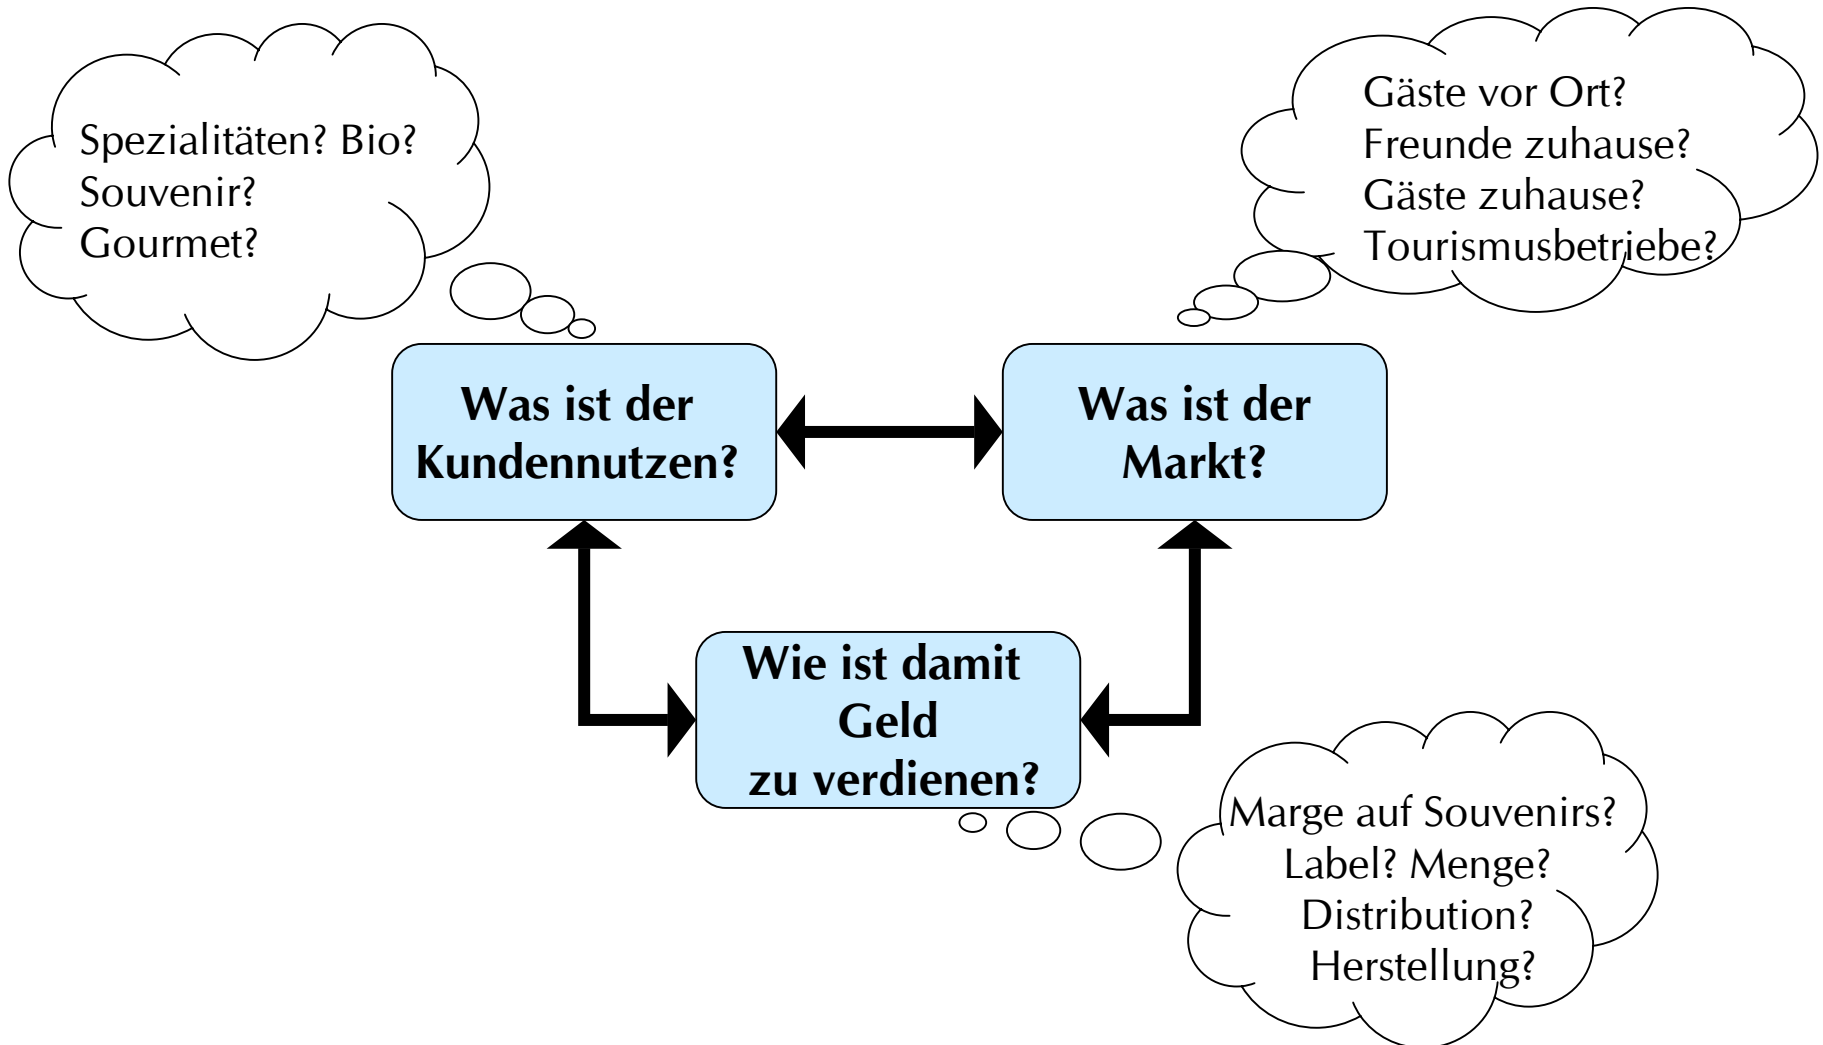 Spezialitäten? Bio?
Souvenir?
Gourmet?
Gäste vor Ort?
Freunde zuhause?
Gäste zuhause?
Tourismusbetriebe?
Was ist der
Kundennutzen?
Was ist der
Markt?
Wie ist damit
Geld
zu verdienen?
Marge auf Souvenirs?
Label? Menge?
Distribution?
Herstellung?